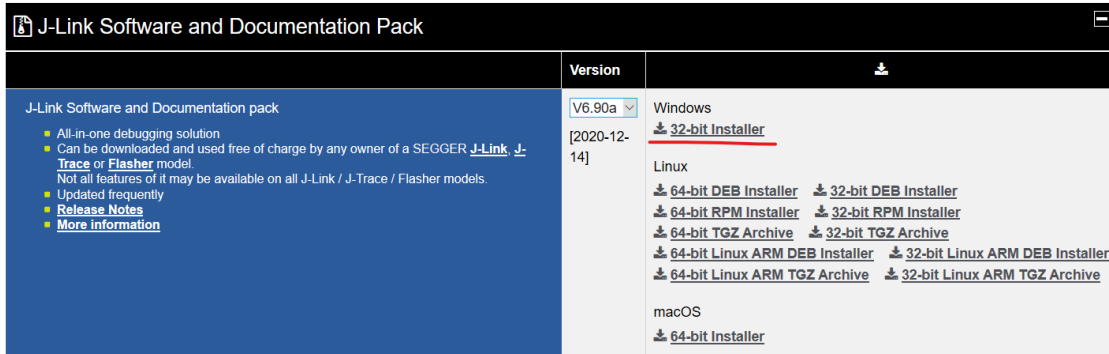 J-Link Software and Documentation Pack
Version
J-Link Software and Documentation pack
All-in-one debugging solution
Can be downloaded and used free of charge by any owner of a SEGGER J-Link, J-
Trace or Flasher model.
Not all features of it may be available on all J-Link / J-Trace / Flasher models.
Updated frequently
Release Notes
More information
V6.90a
[2020-12-
14]
Windows
32-bit Installer
Linux
64-bit DEB Installer 32-bit DEB Installer
64-bit RPM Installer 32-bit RPM Installer
64-bit TGZ Archive 32-bit TGZ Archive
64-bit Linux ARM DEB Installer 32-bit Linux ARM DEB Installer
64-bit Linux ARM TGZ Archive 32-bit Linux ARM TGZ Archive
macOS
64-bit Installer